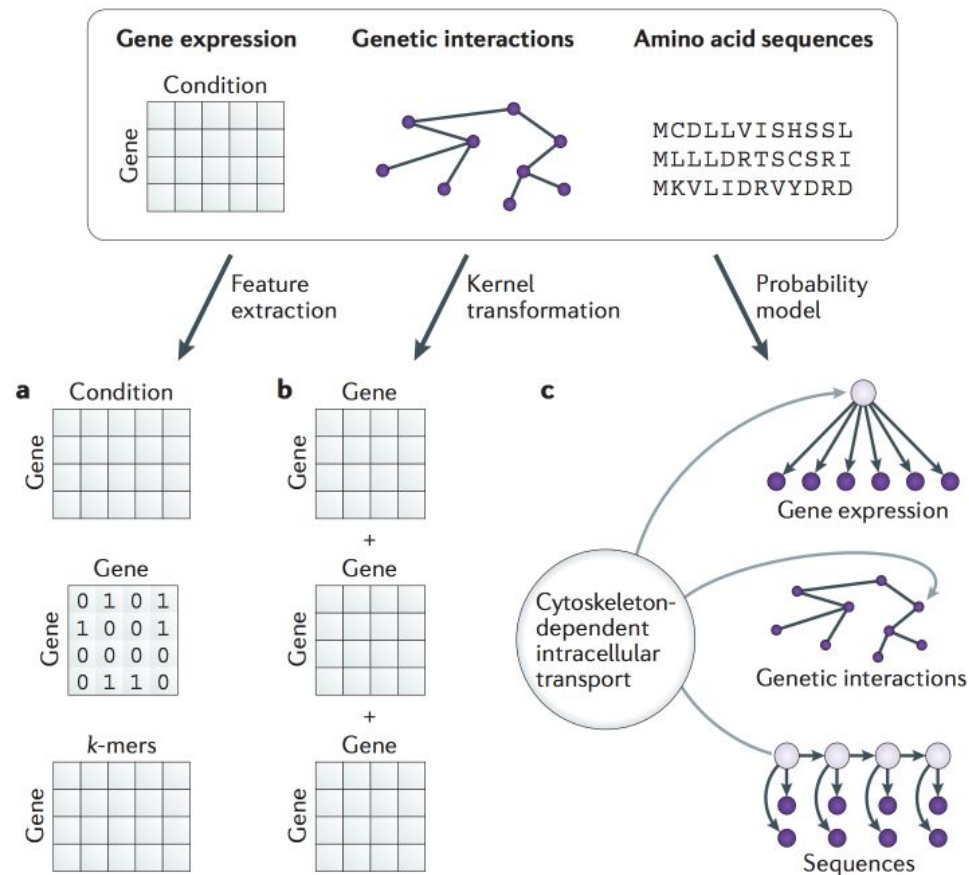 Gene expression
Genetic interactions
Amino acid sequences
Condition
Gene
MCDLLVISHSSL
MLLLDRTSCSRI
MKVLIDRVYDRD
Feature
extraction
Kernel
transformation
Probability
model
a
Condition
Gene
Gene
Gene
0 1 0 1
1 0 0 1
0 0 0 0
0 1 1 0
k-mers
Gene
b
Gene
Gene
+
Gene
Gene
+
Gene
Gene
c
Gene expression
Cytoskeleton-
dependent
intracellular
transport
Genetic interactions
Sequences